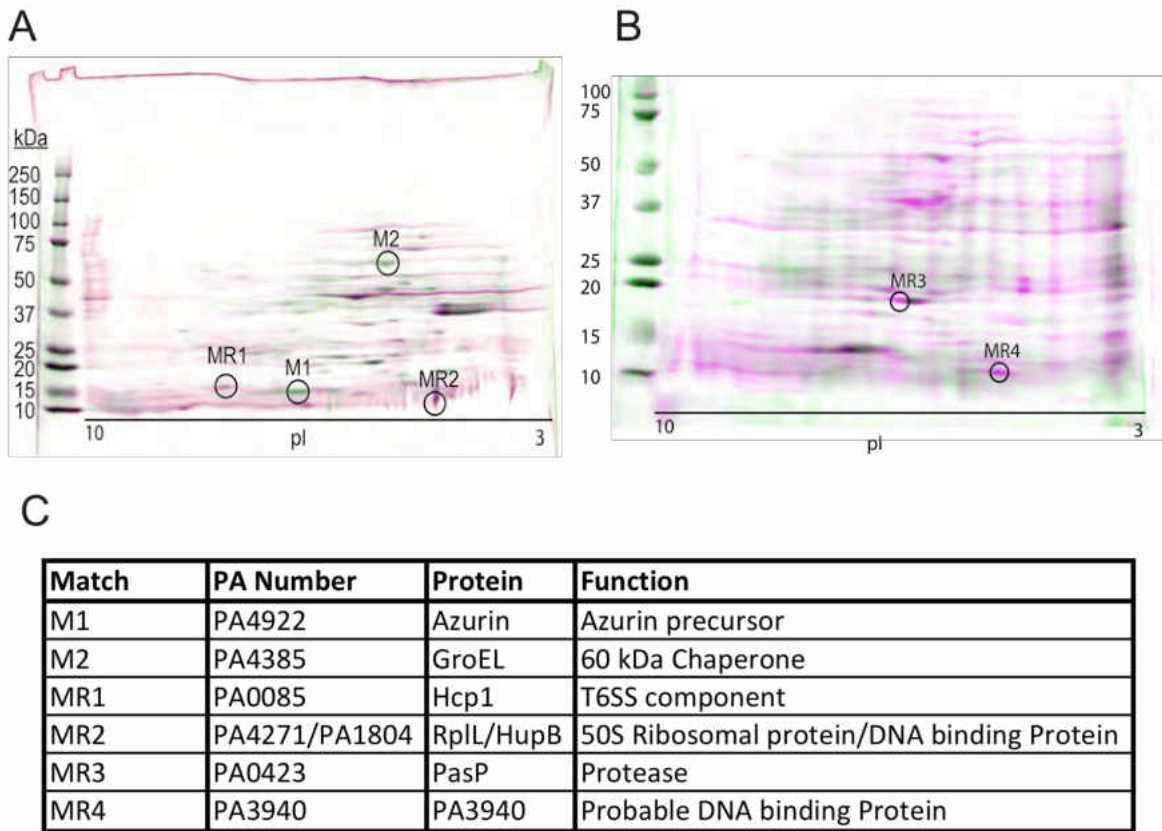 A
B
kDa
250
150
100
75
50
37
25
20
15
10
M2
MR1
M1
MR2
10
pI
3
100
75
50
37
25
20
15
10
MR3
MR4
10
pI
3
C
Match PA Number Protein Function
M1 PA4922 Azurin Azurin precursor
M2 PA4385 GroEL 60 kDa Chaperone
MR1 PA0085 Hcp1 T6SS component
MR2 PA4271/PA1804 RplL/HupB 50S Ribosomal protein/DNA binding Protein
MR3 PA0423 PasP Protease
MR4 PA3940 PA3940 Probable DNA binding Protein